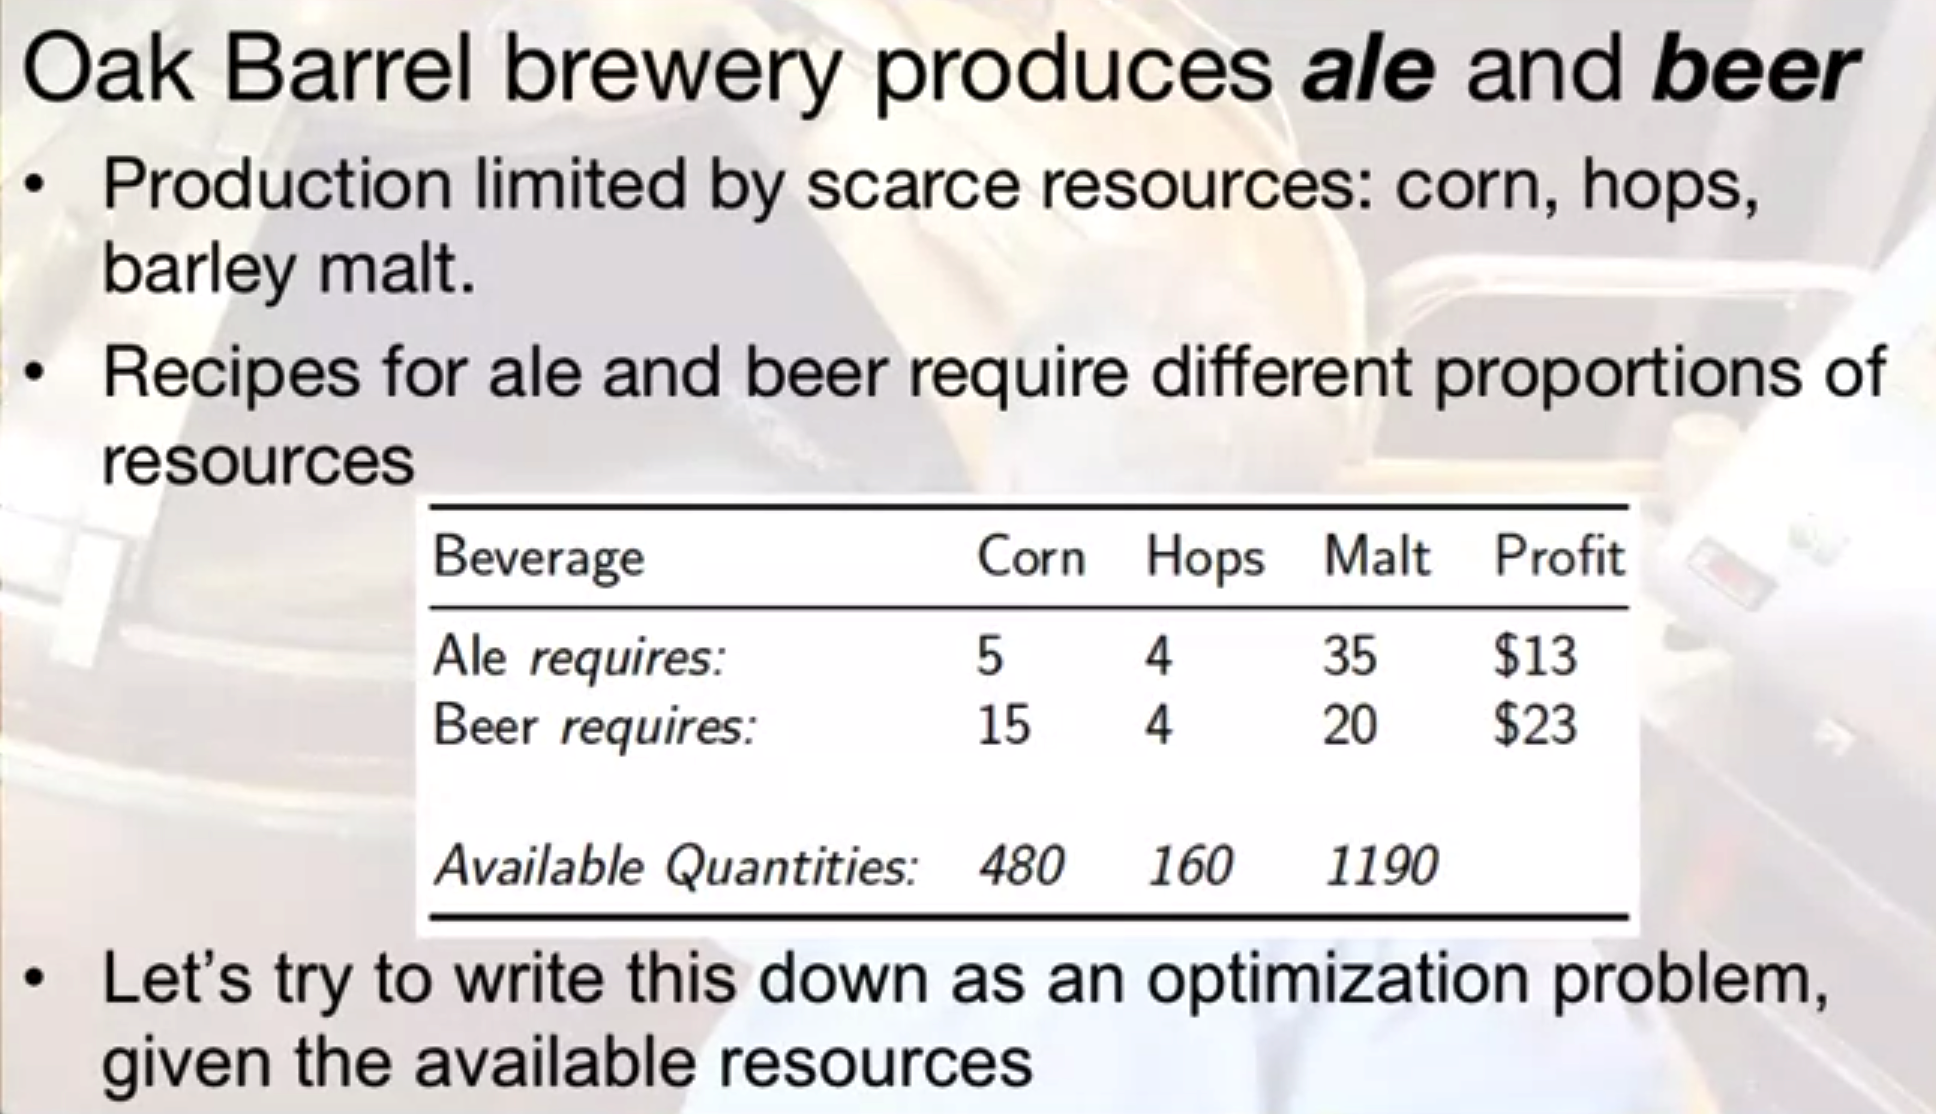 Oak Barrel brewery produces ale and beer
• Production limited by scarce resources: corn, hops,
barley malt.
• Recipes for ale and beer require different proportions of
resources
Beverage Corn Hops Malt Profit
Ale requires: 5 4 35 $13
Beer requires: 15 4 20 $23
Available Quantities: 480 160 1190
• Let's try to write this down as an optimization problem,
given the available resources